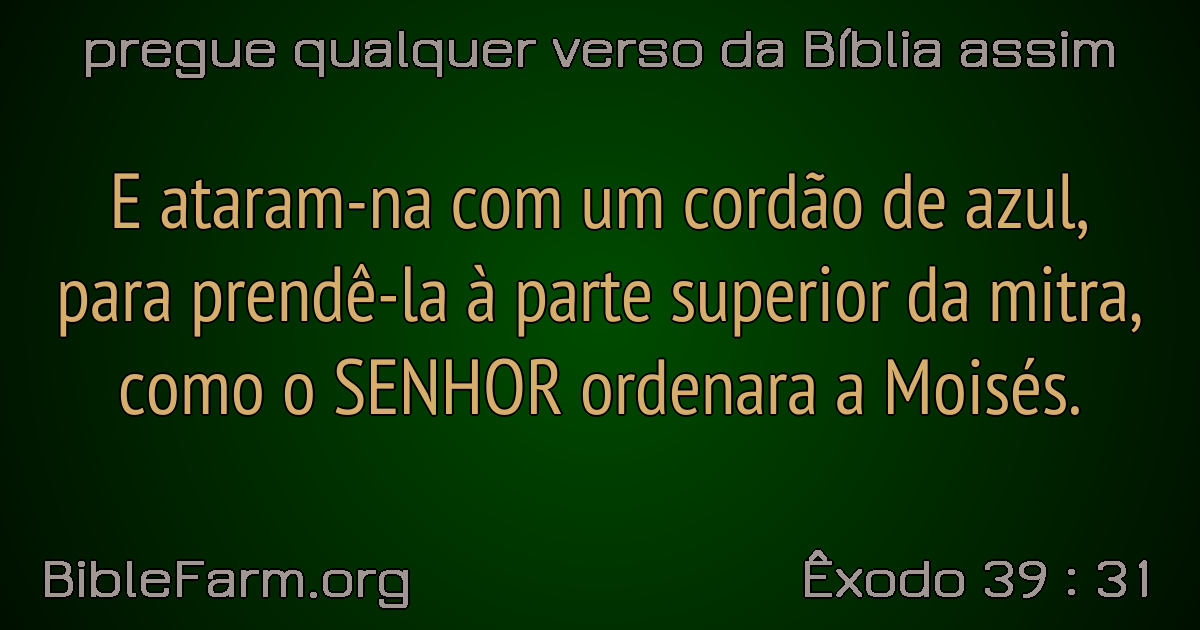 pregue qualquer verso da Bíblia assim
E ataram-na com um cordão de azul,
para prendê-la à parte superior da mitra,
como o SENHOR ordenara a Moisés.
BibleFarm.org
Êxodo 39 : 31